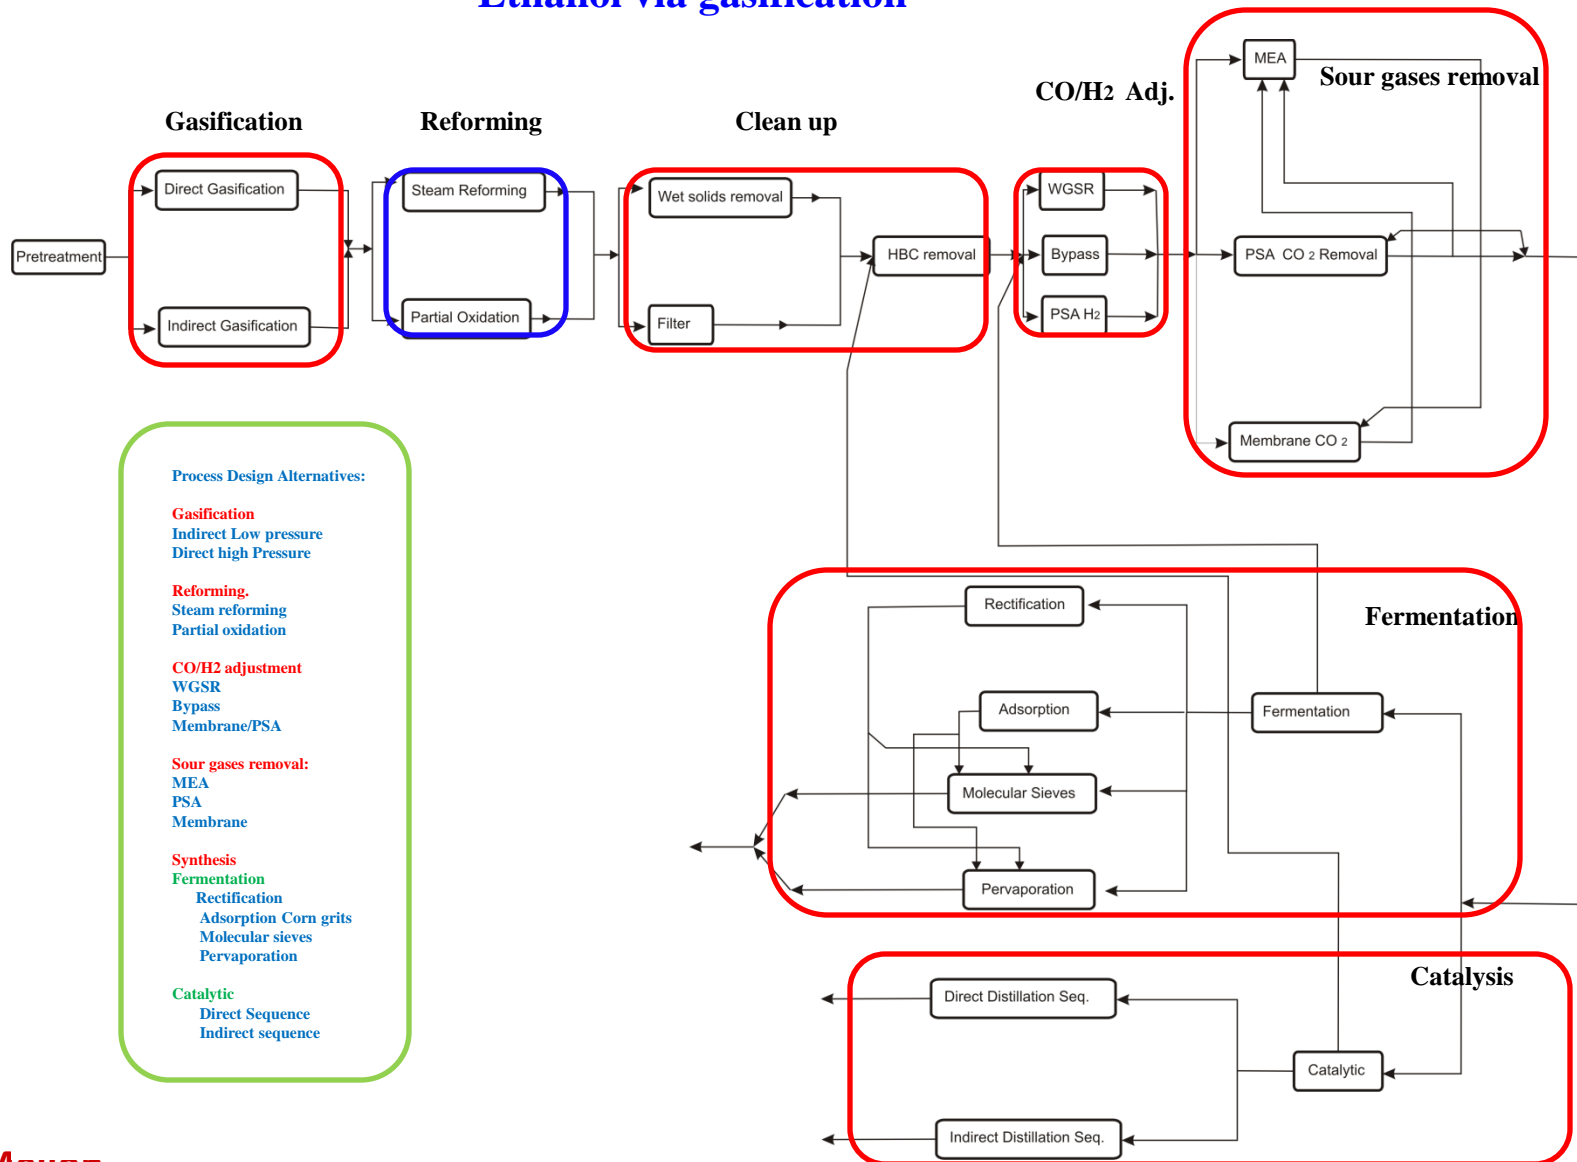 Ethanol via gasification
Sour gases removal
CO/H2 Adj.
Gasification
Reforming
Clean up
MEA
Direct Gasification
Steam Reforming
Wet solids removal
WGSR
Pretreatment
HBC removal
Bypass
PSA CO 2 Removal
Indirect Gasification
Partial Oxidation
Filter
PSA H2
Membrane CO 2
Process Design Alternatives:
Gasification
Indirect Low pressure
Direct high Pressure
Reforming.
Steam reforming
Partial oxidation
CO/H2 adjustment
WGSR
Bypass
Membrane/PSA
Sour gases removal:
MEA
PSA
Membrane
Synthesis
Fermentation
Rectification
Adsorption Corn grits
Molecular sieves
Pervaporation
Catalytic
Direct Sequence
Indirect sequence
Fermentation
Rectification
Adsorption
Fermentation
Molecular Sieves
Pervaporation
Catalysis
Direct Distillation Seq.
Catalytic
Indirect Distillation Seq.